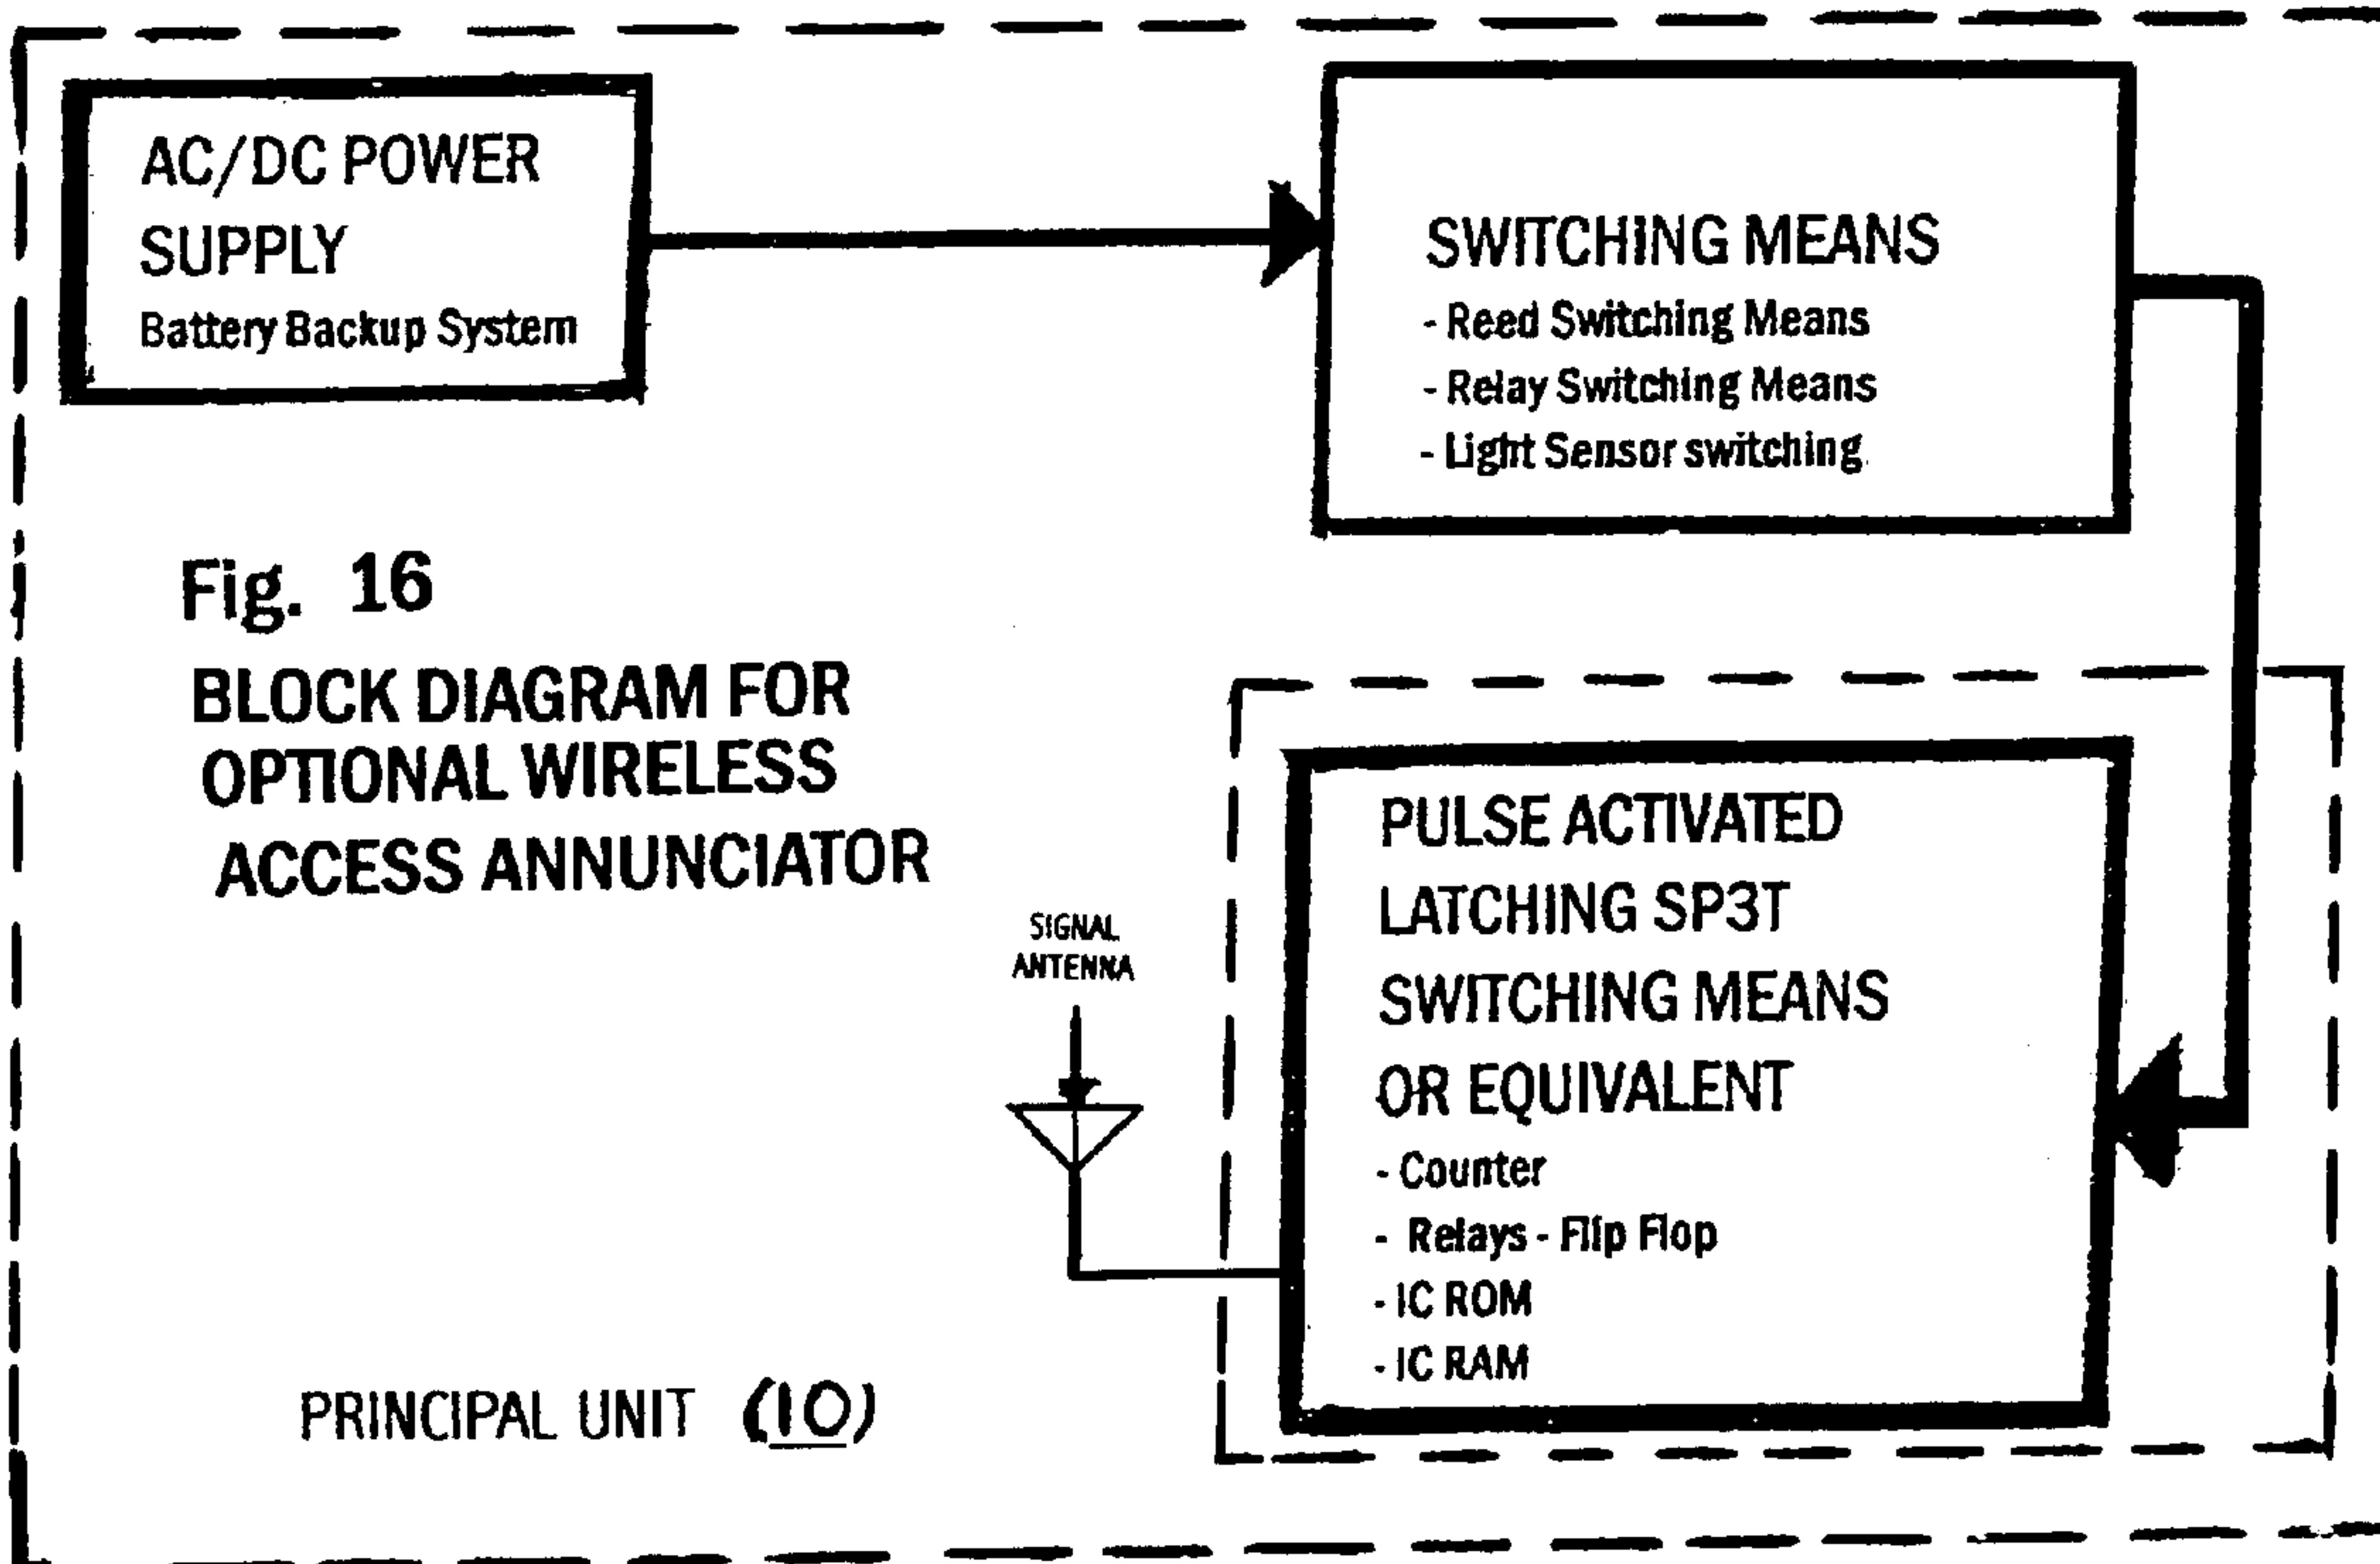 AC/DC POWER
SUPPLY
Battery Backup System
SWITCHING MEANS
- Reed Switching Means
- Relay Switching Means
- Light Sensor switching
Fig. 16
BLOCK DIAGRAM FOR
OPTIONAL WIRELESS
ACCESS ANNUNCIATOR
SIGNAL
ANTENNA
PULSE ACTIVATED
LATCHING SP3T
SWITCHING MEANS
OR EQUIVALENT
- Counter
- Relays - Flip Flop
- IC ROM
- IC RAM
PRINCIPAL UNIT (10)